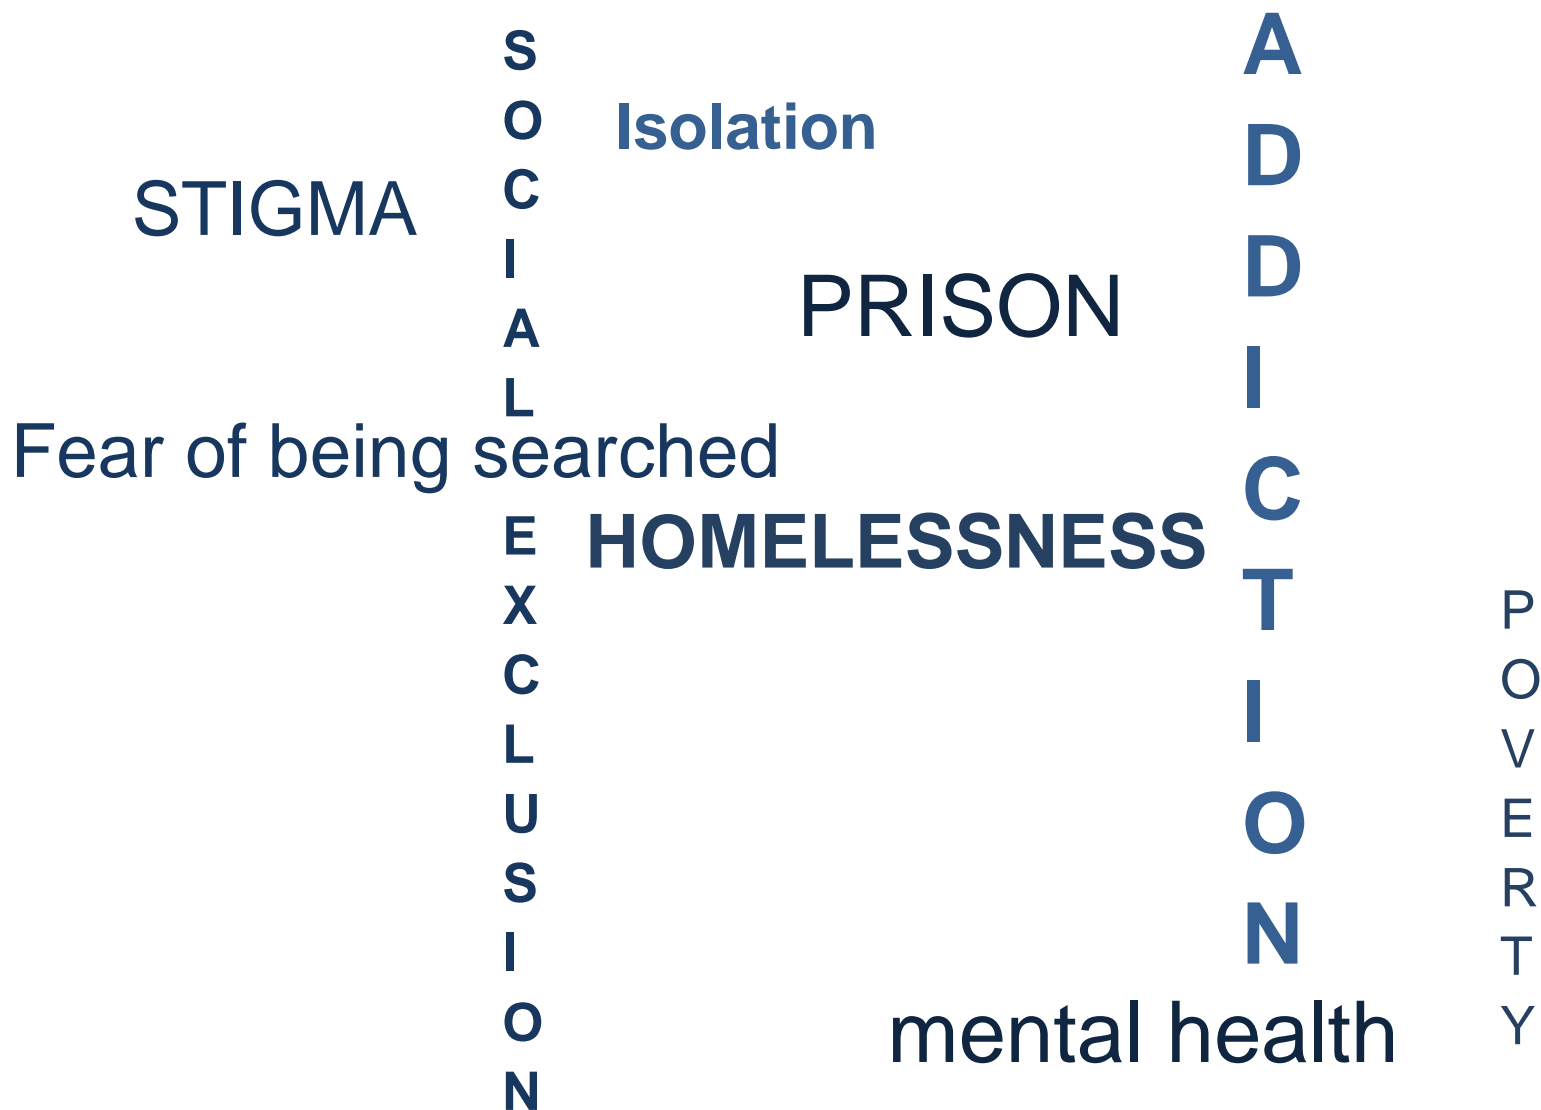 SOCIAL EXCLUSION
ADDICTION
Isolation
STIGMA
PRISON
Fear of being searched
HOMELESSNESS
POVERTY
mental health